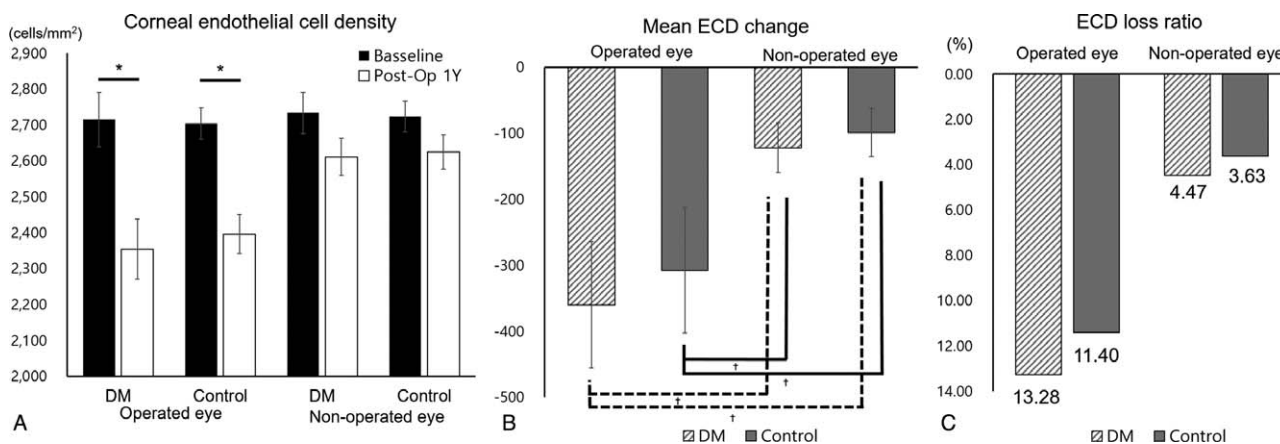 Corneal endothelial cell density
(cells/mm²)
2,900
2,800
2,700
2,600
2,500
2,400
2,300
2,200
2,100
2,000
Basseline
Post-Op 1Y
*
*
DM
Control
DM
Control
Operated eye
Non-operated eye
A
Mean ECD change
Operated eye
Non-operated eye
0
-100
-200
-300
-400
-500
†
†
†
†
B
DM
Control
ECD loss ratio
(%)
Operated eye
Non-operated eye
0.00
2.00
4.00
6.00
8.00
10.00
12.00
14.00
13.28
11.40
4.47
3.63
C
DM
Control